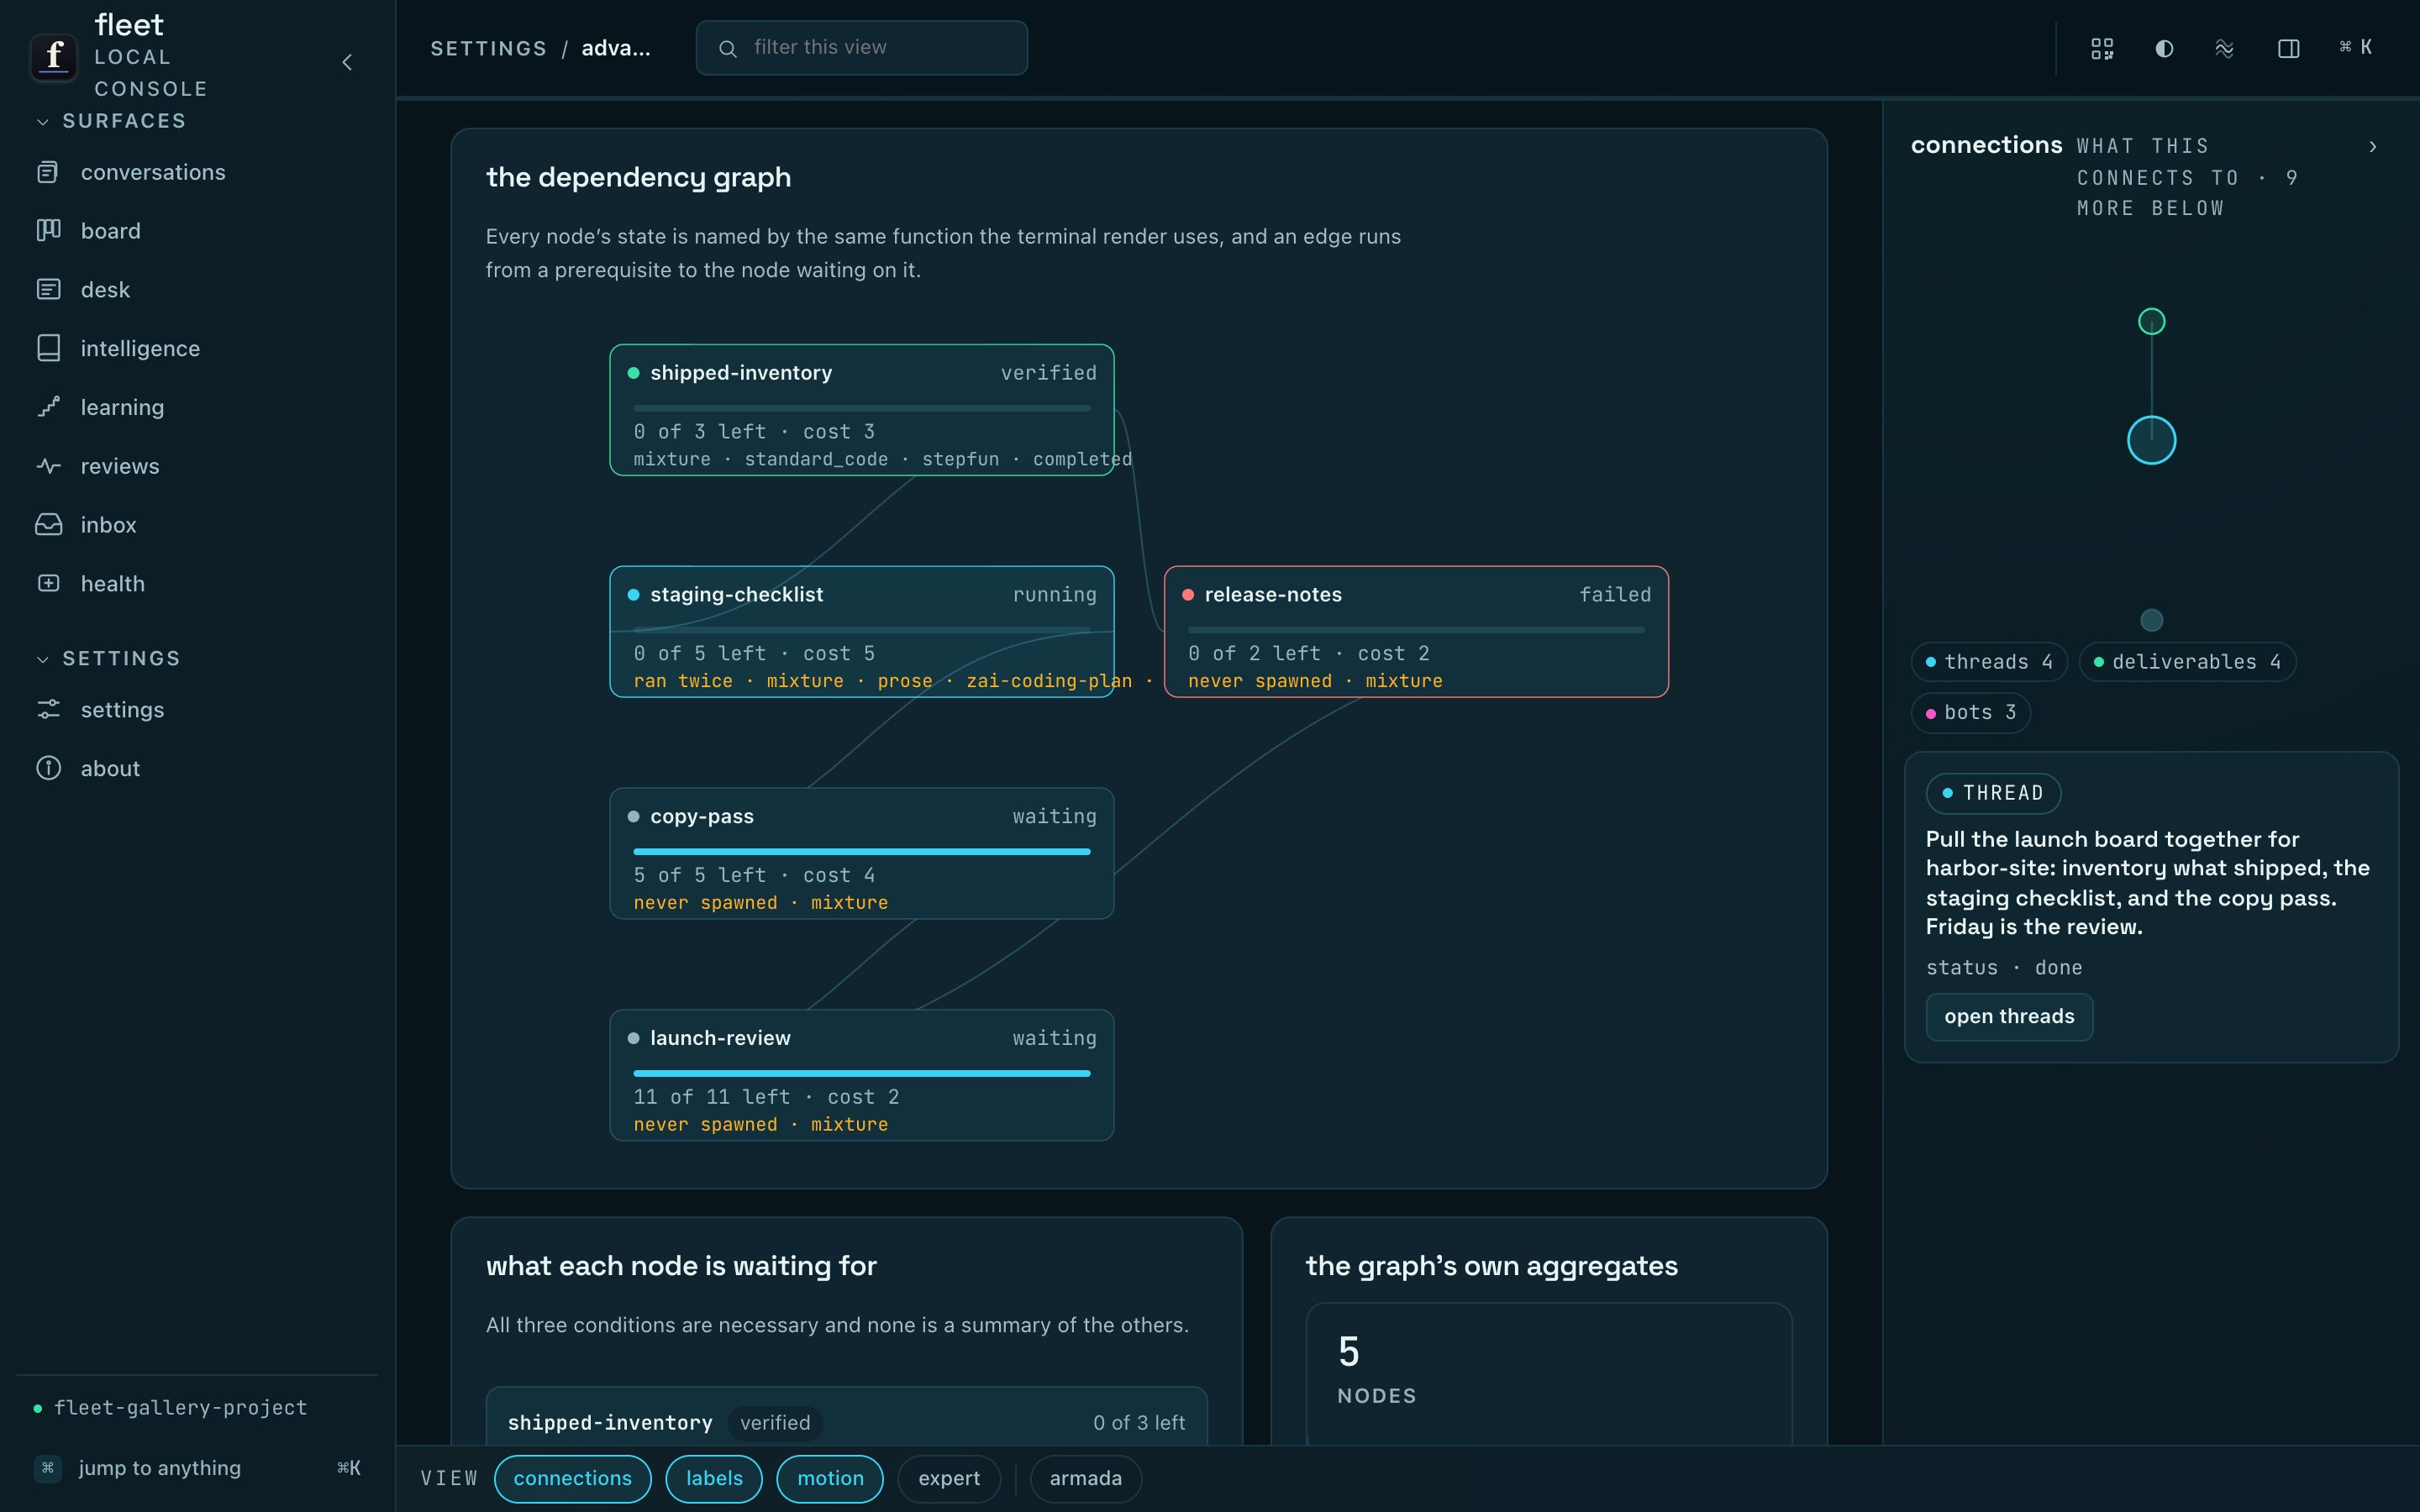 fleet
LOCAL
CONSOLE
SURFACES
conversations
board
desk
intelligence
learning
reviews
inbox
health
SETTINGS
settings
about
fleet-gallery-project
⌘ jump to anything ⌘K
SETTINGS / adva...
filter this view
⌘ K
the dependency graph
Every node’s state is named by the same function the terminal render uses, and an edge runs
from a prerequisite to the node waiting on it.
shipped-inventory verified
0 of 3 left · cost 3
mixture · standard_code · stepfun · completed
staging-checklist running
0 of 5 left · cost 5
ran twice · mixture · prose · zai-coding-plan ·
release-notes failed
0 of 2 left · cost 2
never spawned · mixture
copy-pass waiting
5 of 5 left · cost 4
never spawned · mixture
launch-review waiting
11 of 11 left · cost 2
never spawned · mixture
what each node is waiting for
All three conditions are necessary and none is a summary of the others.
shipped-inventory verified 0 of 3 left
the graph’s own aggregates
5
NODES
connections WHAT THIS
CONNECTS TO · 9
MORE BELOW
threads 4
deliverables 4
bots 3
THREAD
Pull the launch board together for
harbor-site: inventory what shipped, the
staging checklist, and the copy pass.
Friday is the review.
status · done
open threads
VIEW connections labels motion expert armada